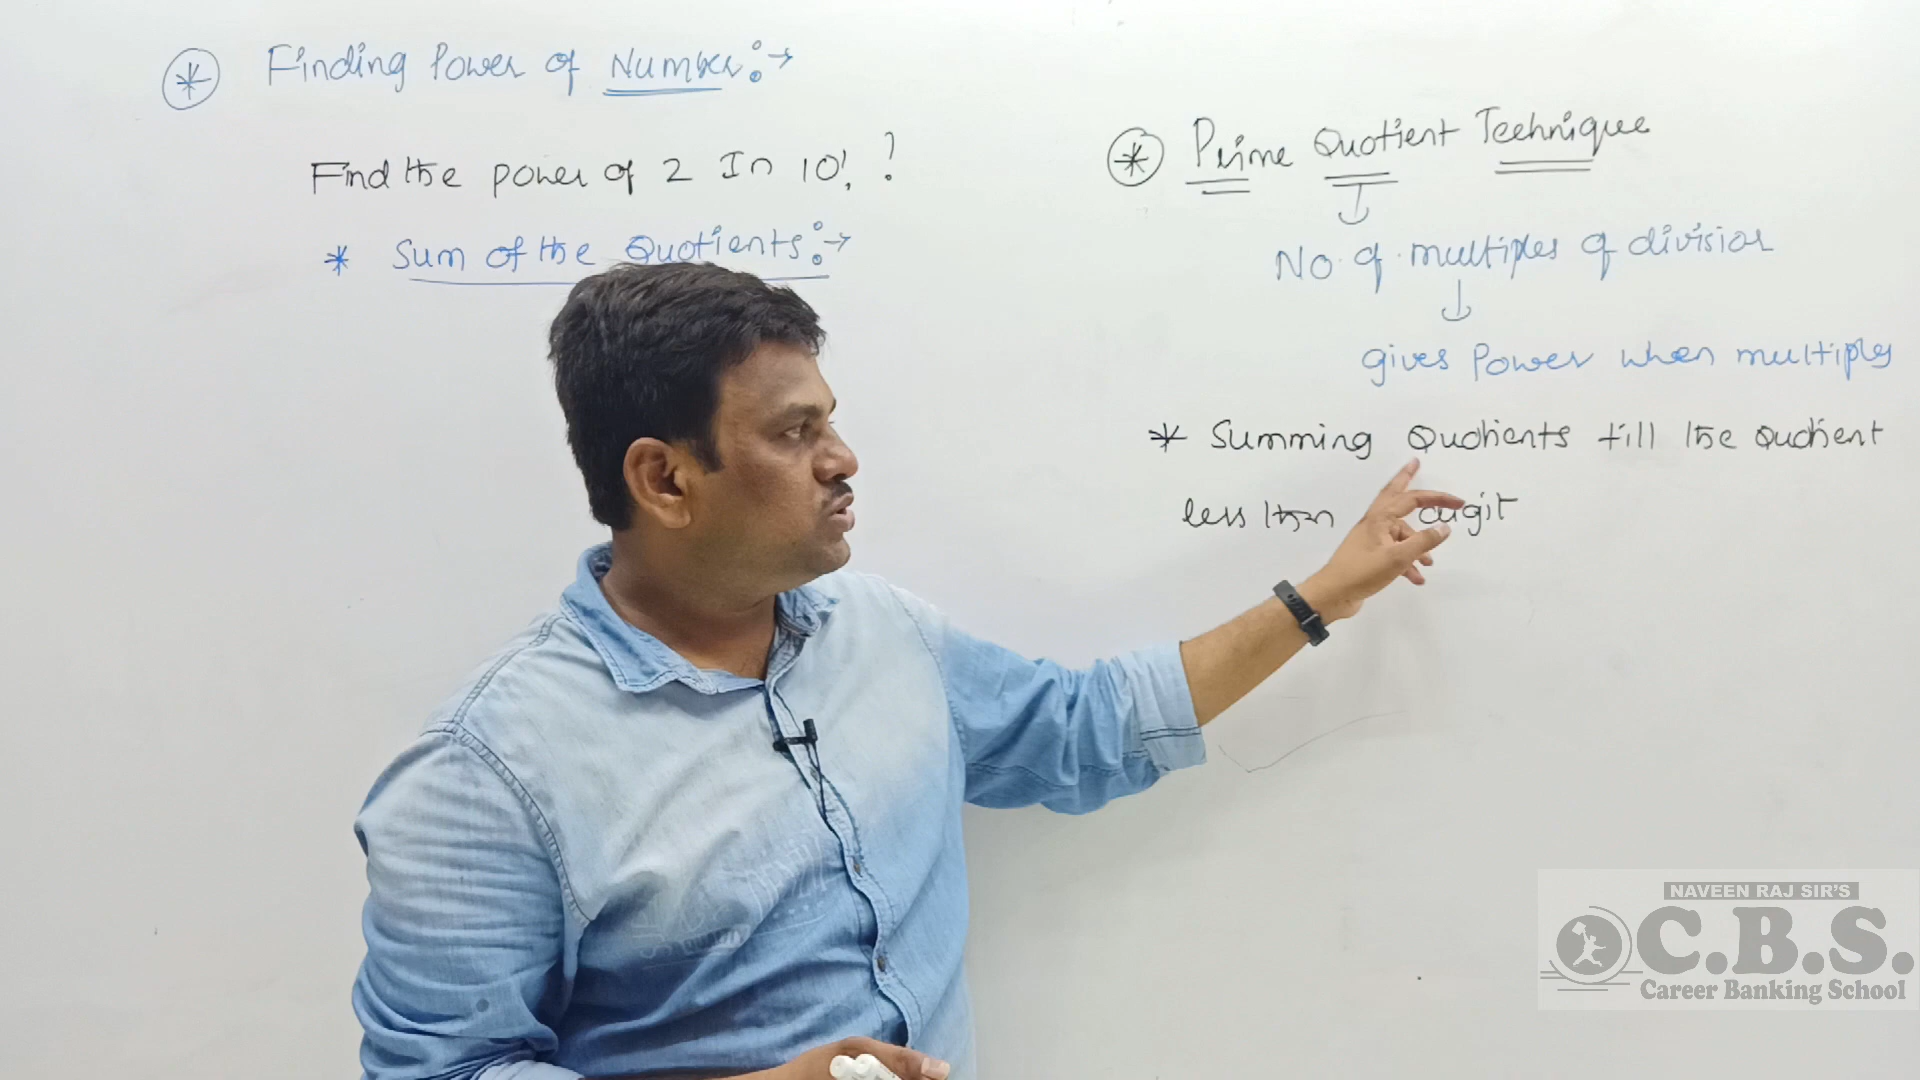 * Finding Power of Number:→
Find the power of 2 In 10! ?
* Sum of the Quotients:→
* Prime Quotient Technique
No. of multiples of divisior
gives Power when multiply
* Summing Quotients till the Quotient
less than digit
NAVEEN RAJ SIR'S
C.B.S.
Career Banking School